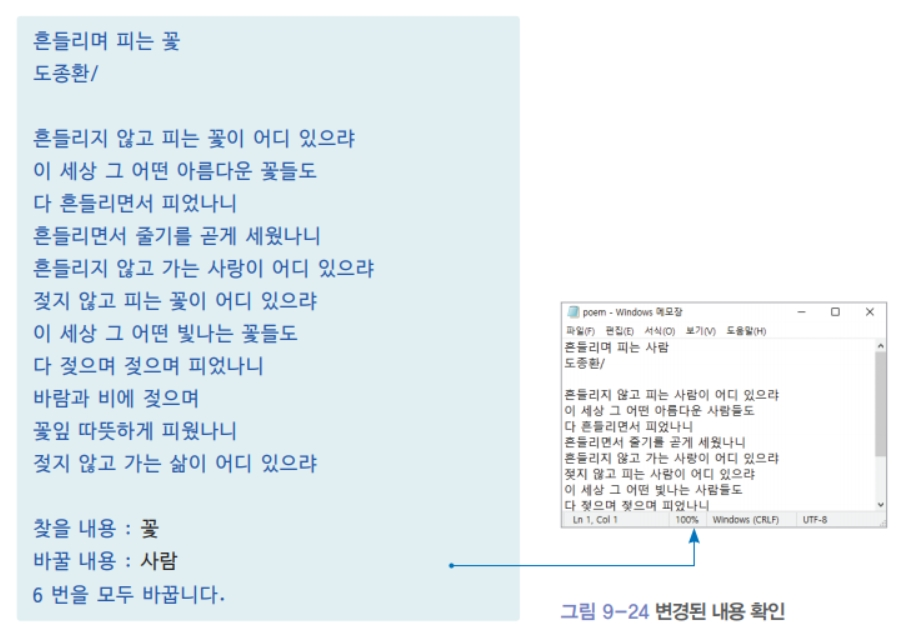 흔들리며 피는 꽃
도종환/
흔들리지 않고 피는 꽃이 어디 있으랴
이 세상 그 어떤 아름다운 꽃들도
다 흔들리면서 피었나니
흔들리면서 줄기를 곧게 세웠나니
흔들리지 않고 가는 사랑이 어디 있으랴
젖지 않고 피는 꽃이 어디 있으랴
이 세상 그 어떤 빛나는 꽃들도
다 젖으며 젖으며 피었나니
바람과 비에 젖으며
꽃잎 따뜻하게 피웠나니
젖지 않고 가는 삶이 어디 있으랴
찾을 내용 : 꽃
바꿀 내용 : 사람
6 번을 모두 바꿉니다.
poem - Windows 메모장
파일(F) 편집(E) 서식(O) 보기(V) 도움말(H)
흔들리며 피는 사람
도종환/
흔들리지 않고 피는 사람이 어디 있으랴
이 세상 그 어떤 아름다운 사람들도
다 흔들리면서 피었나니
흔들리면서 줄기를 곧게 세웠나니
흔들리지 않고 가는 사랑이 어디 있으랴
젖지 않고 피는 사람이 어디 있으랴
이 세상 그 어떤 빛나는 사람들도
다 젖으며 젖으며 피었나니
Ln 1, Col 1 100% Windows (CRLF) UTF-8
그림 9-24 변경된 내용 확인